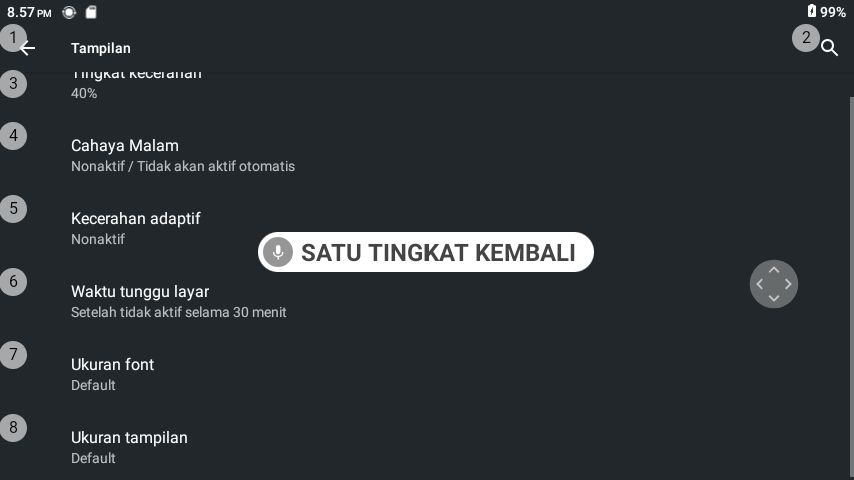 8.57 PM
99%
1
Tampilan
2
3
Tingkat kecerahan
40%
4
Cahaya Malam
Nonaktif / Tidak akan aktif otomatis
5
Kecerahan adaptif
Nonaktif
SATU TINGKAT KEMBALI
6
Waktu tunggu layar
Setelah tidak aktif selama 30 menit
7
Ukuran font
Default
8
Ukuran tampilan
Default